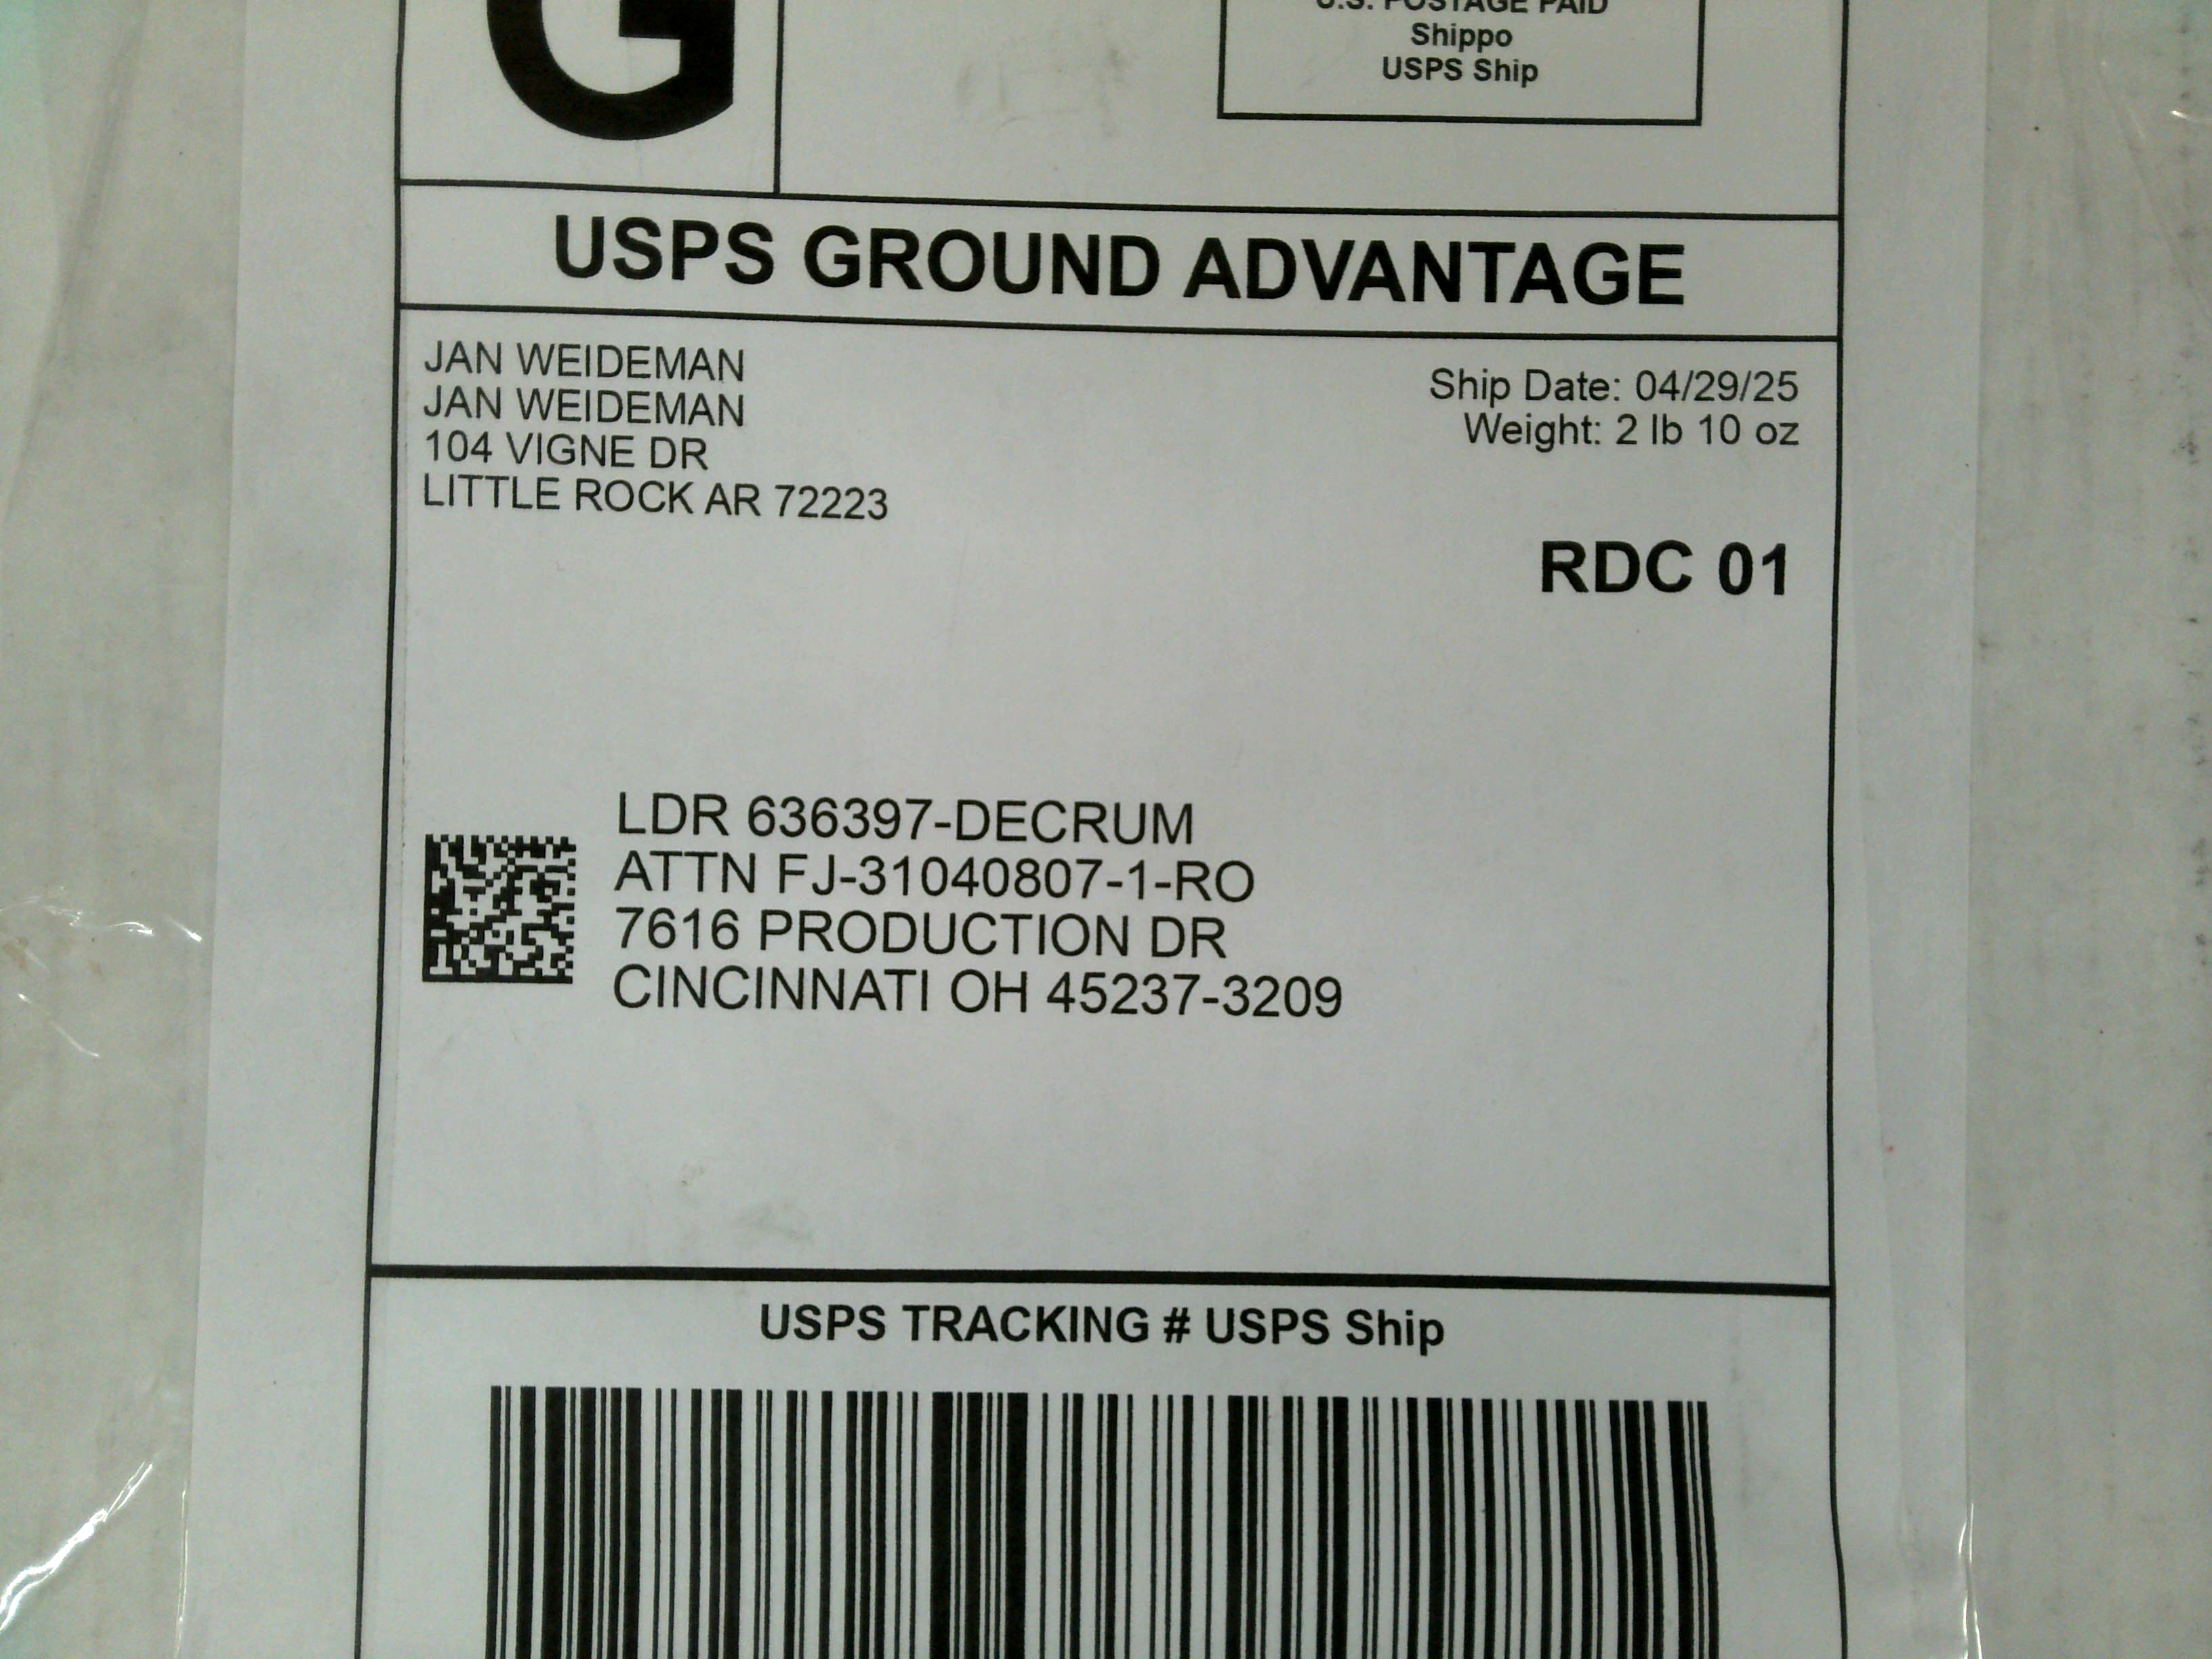 G
U.S. POSTAGE PAID
Shippo
USPS Ship
USPS GROUND ADVANTAGE
JAN WEIDEMAN
JAN WEIDEMAN
104 VIGNE DR
LITTLE ROCK AR 72223
Ship Date: 04/29/25
Weight: 2 lb 10 oz
RDC 01
LDR 636397-DECRUM
ATTN FJ-31040807-1-RO
7616 PRODUCTION DR
CINCINNATI OH 45237-3209
USPS TRACKING # USPS Ship